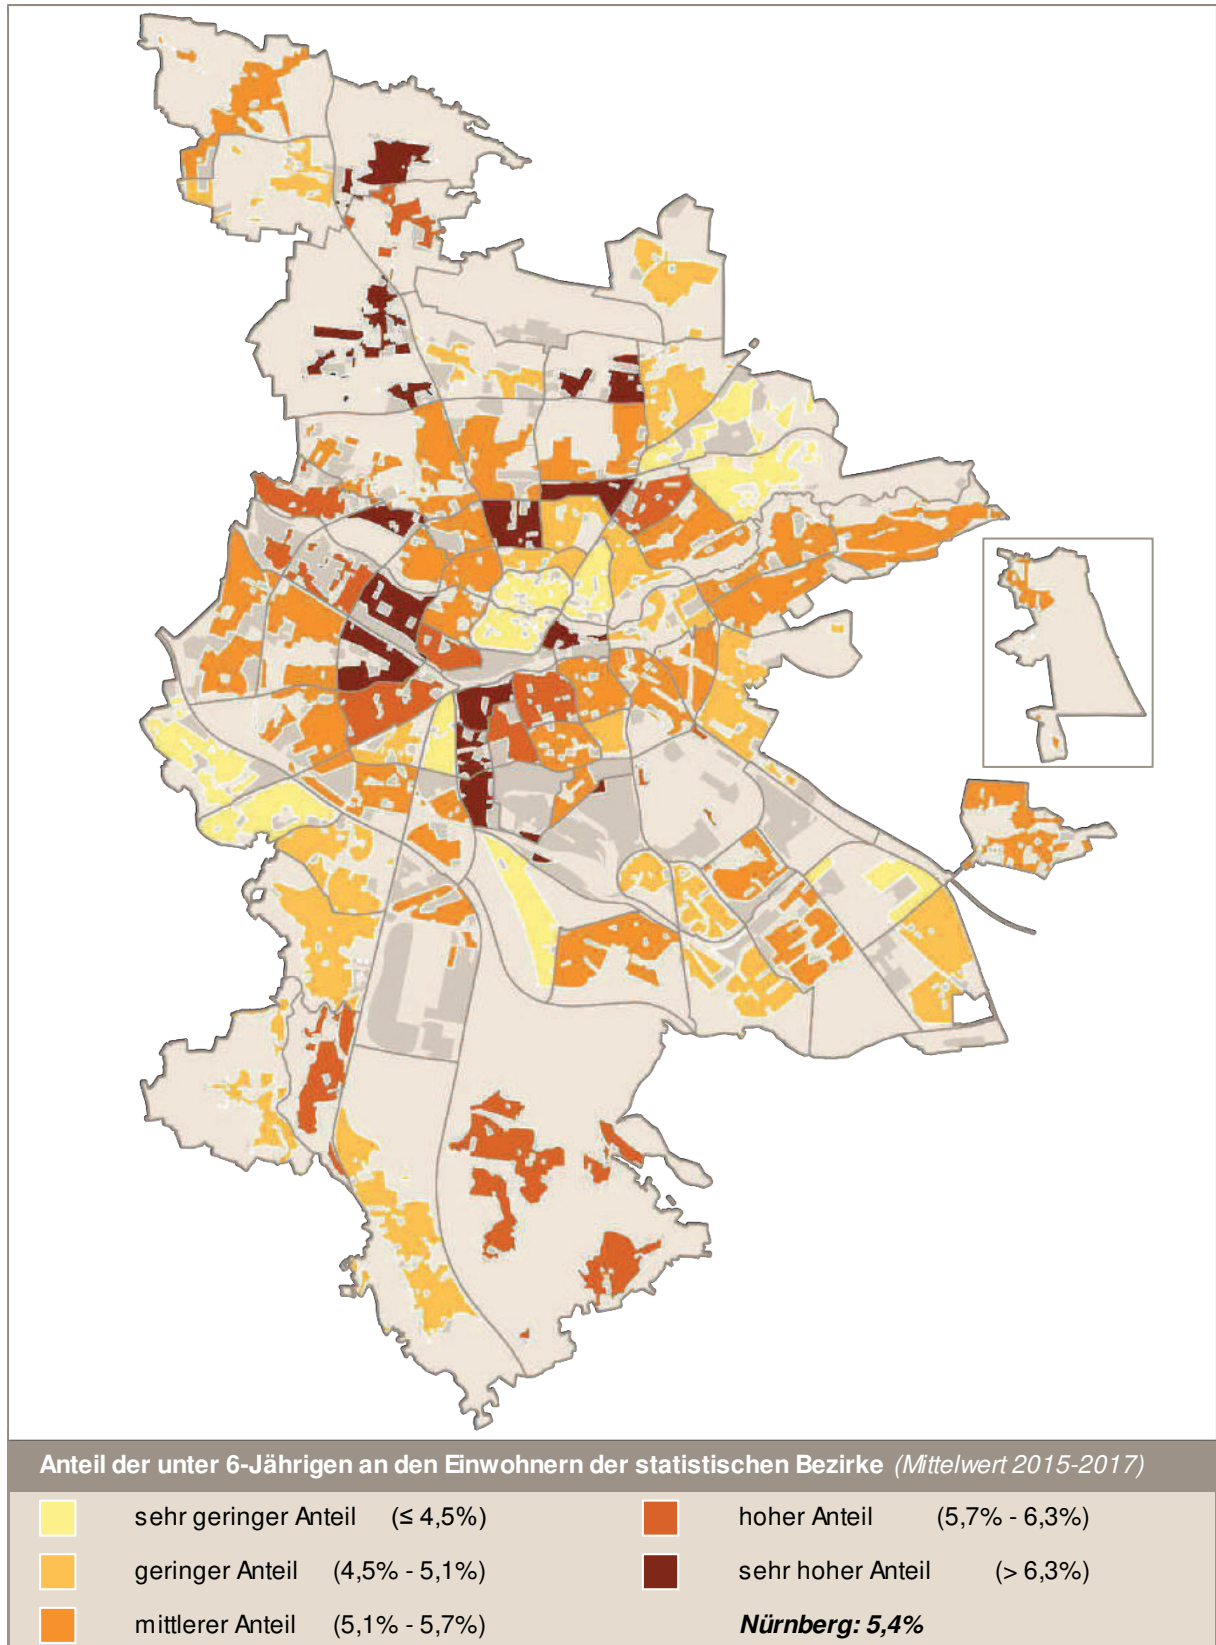 Anteil der unter 6-Jährigen an den Einwohnern der statistischen Bezirke (Mittelwert 2015-2017)
sehr geringer Anteil (≤ 4,5%)
geringer Anteil (4,5% - 5,1%)
mittlerer Anteil (5,1% - 5,7%)
hoher Anteil (5,7% - 6,3%)
sehr hoher Anteil (> 6,3%)
Nürnberg: 5,4%